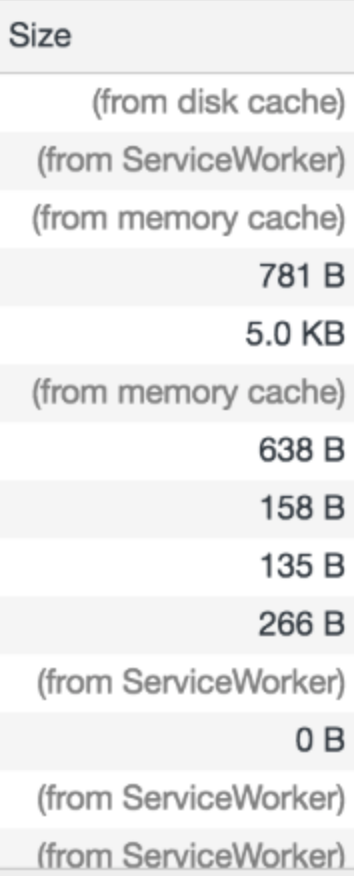 Size
(from disk cache)
(from ServiceWorker)
(from memory cache)
781 B
5.0 KB
(from memory cache)
638 B
158 B
135 B
266 B
(from ServiceWorker)
0 B
(from ServiceWorker)
(from ServiceWorker)